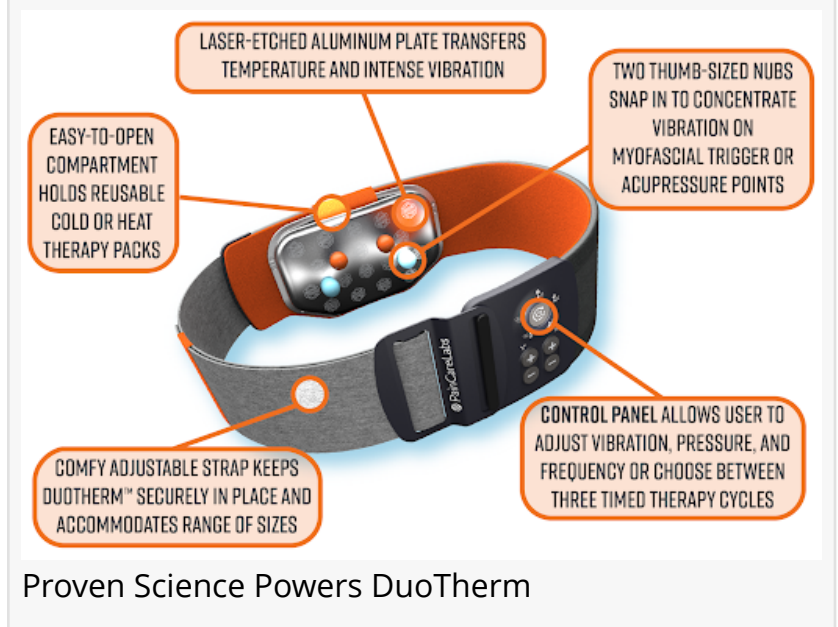 LASER-ETCHED ALUMINUM PLATE TRANSFERS
TEMPERATURE AND INTENSE VIBRATION
TWO THUMB-SIZED NUBS
SNAP IN TO CONCENTRATE
VIBRATION ON
MYOFASCIAL TRIGGER OR
ACUPRESSURE POINTS
EASY-TO-OPEN
COMPARTMENT
HOLDS REUSABLE
COLD OR HEAT
THERAPY PACKS
PainCareLabs
+ +
- -
CONTROL PANEL ALLOWS USER TO
ADJUST VIBRATION, PRESSURE, AND
FREQUENCY OR CHOOSE BETWEEN
THREE TIMED THERAPY CYCLES
COMFY ADJUSTABLE STRAP KEEPS
DUOTHERM™ SECURELY IN PLACE AND
ACCOMMODATES RANGE OF SIZES
Proven Science Powers DuoTherm